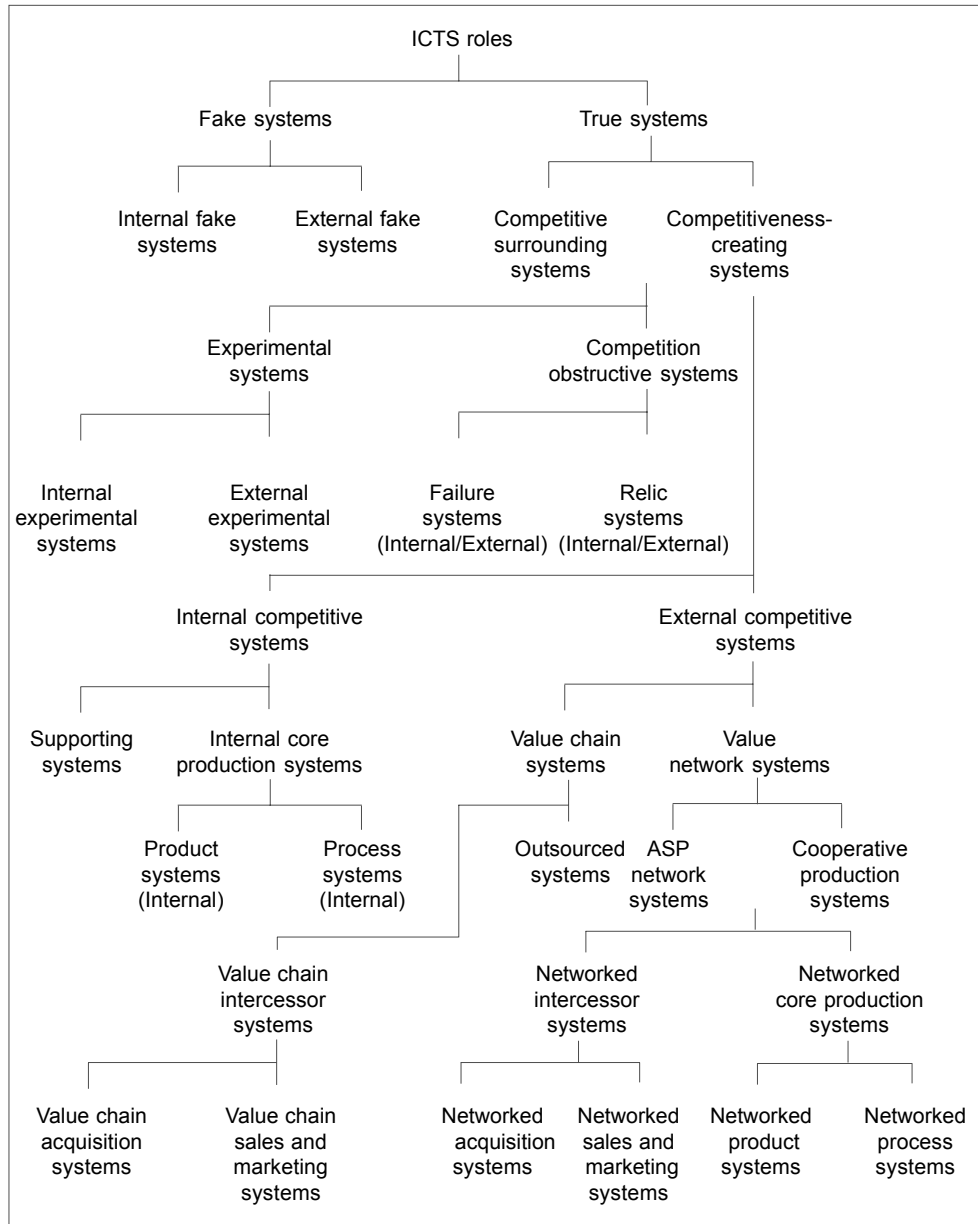 ICTS roles
Fake systems
True systems
Internal fake
systems
External fake
systems
Competitive
surrounding
systems
Competitiveness-
creating
systems
Experimental
systems
Competition
obstructive systems
Internal
experimental
systems
External
experimental
systems
Failure
systems
(Internal/External)
Relic
systems
(Internal/External)
Internal competitive
systems
External competitive
systems
Supporting
systems
Internal core
production systems
Value chain
systems
Value
network systems
Product
systems
(Internal)
Process
systems
(Internal)
Outsourced
systems
ASP
network
systems
Cooperative
production
systems
Value chain
intercessor
systems
Networked
intercessor
systems
Networked
core production
systems
Value chain
acquisition
systems
Value chain
sales and
marketing
systems
Networked
acquisition
systems
Networked
sales and
marketing
systems
Networked
product
systems
Networked
process
systems